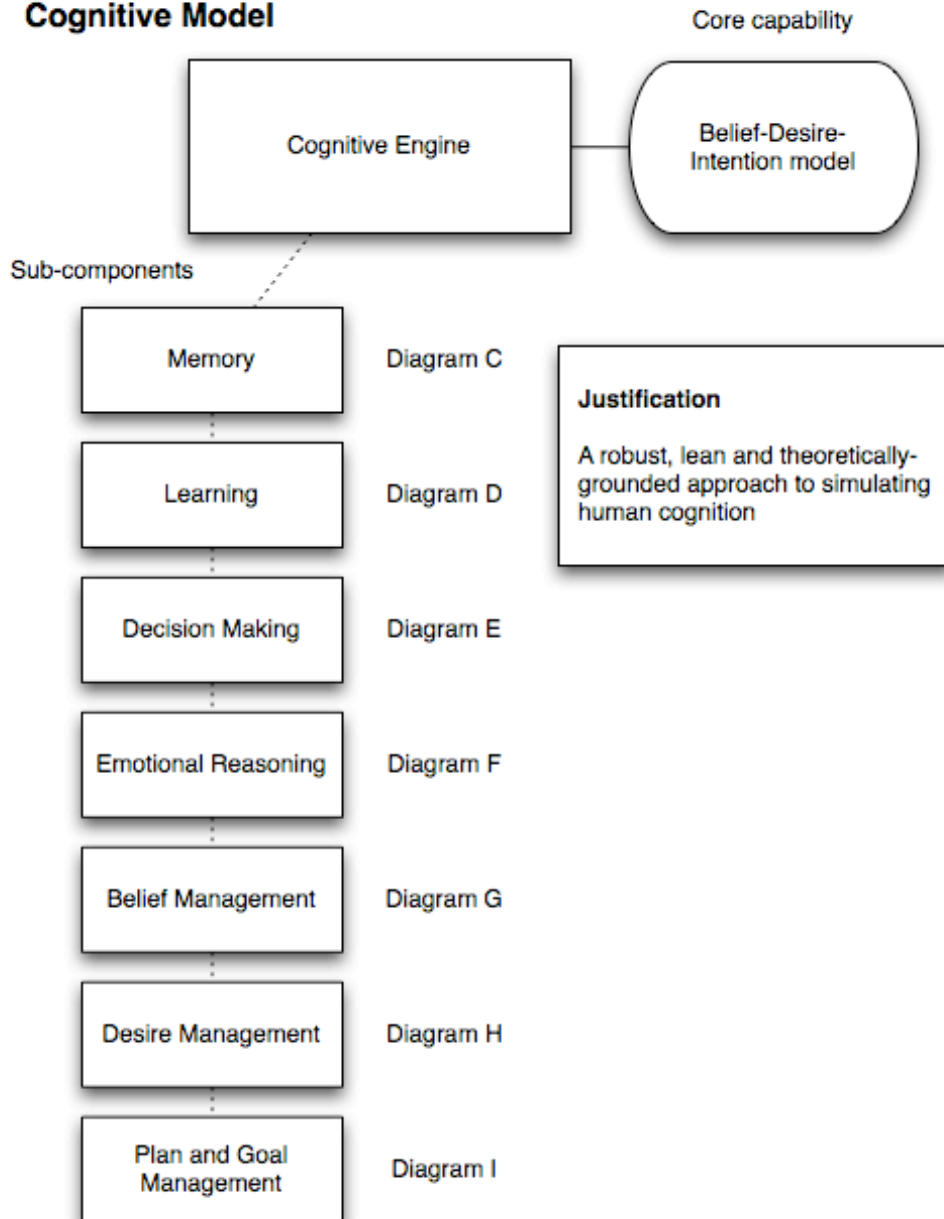 Cognitive Model
Core capability
Cognitive Engine
Belief-Desire-
Intention model
Sub-components
Memory
Diagram C
Justification
A robust, lean and theoretically-
grounded approach to simulating
human cognition
Learning
Diagram D
Decision Making
Diagram E
Emotional Reasoning
Diagram F
Belief Management
Diagram G
Desire Management
Diagram H
Plan and Goal
Management
Diagram I